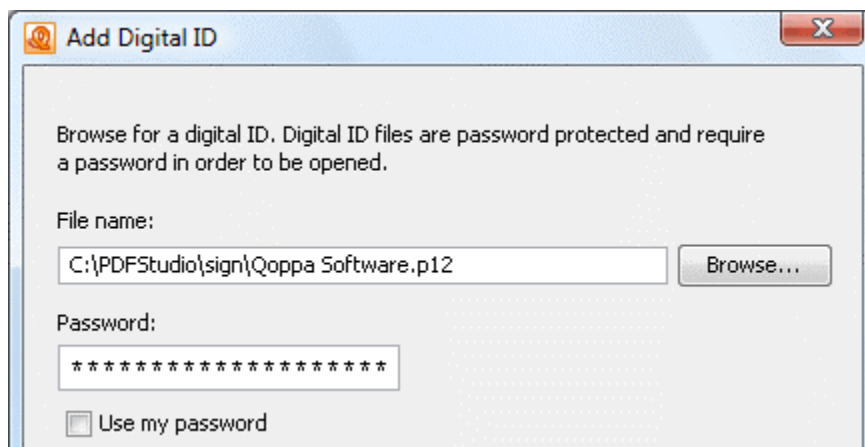 Add Digital ID
Browse for a digital ID. Digital ID files are password protected and require
a password in order to be opened.
File name:
C:\PDFStudio\sign\Qoppa Software.p12
Browse...
Password:
********************
Use my password